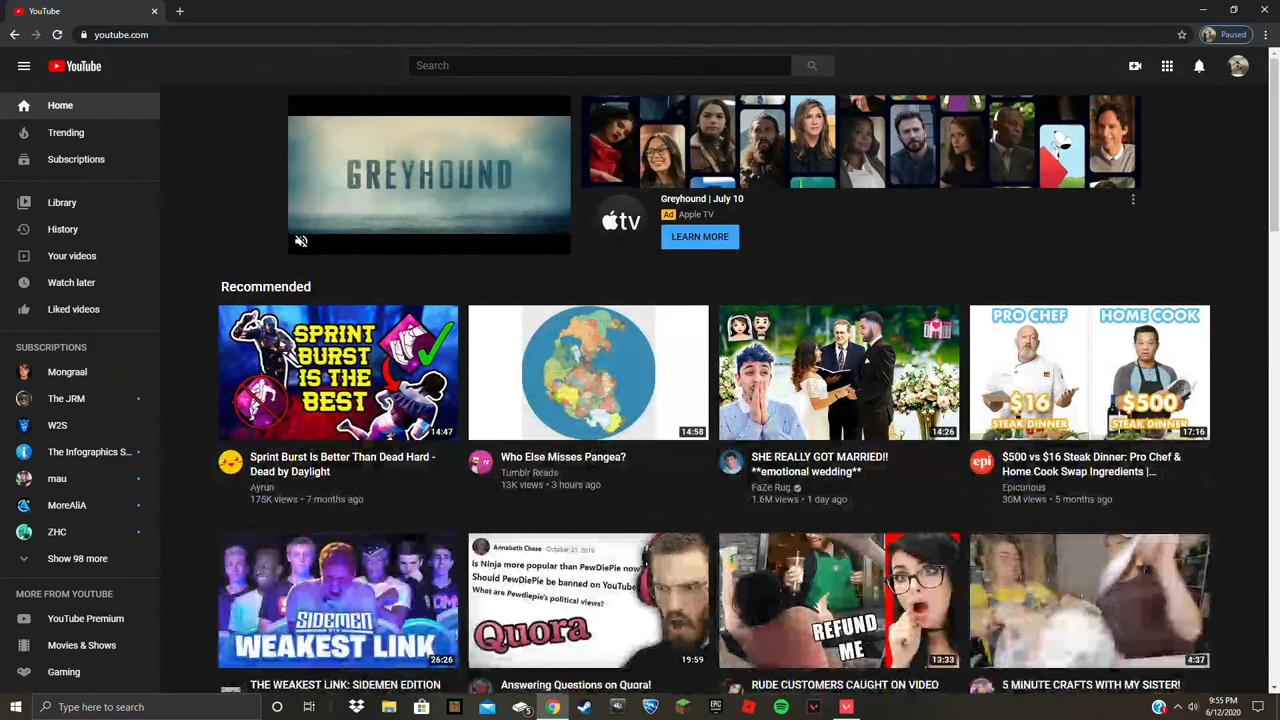 YouTube
youtube.com
Paused
YouTube
Search
Home
Trending
Subscriptions
Library
History
Your videos
Watch later
Liked videos
SUBSCRIPTIONS
Mongraal
The JRM
W2S
The Infographics S...
mau
MoreAliA
ZHC
Show 98 more
MORE FROM YOUTUBE
YouTube Premium
Movies & Shows
Gaming
GREYHOUND
tv
Greyhound | July 10
Ad Apple TV
LEARN MORE
Recommended
SPRINT
BURST
IS THE
BEST
14:47
Sprint Burst Is Better Than Dead Hard -
Dead by Daylight
Ayrun
175K views • 7 months ago
14:58
Who Else Misses Pangea?
Tumblr Reads
13K views • 3 hours ago
14:26
SHE REALLY GOT MARRIED!!
**emotional wedding**
FaZe Rug
1.6M views • 1 day ago
PRO CHEF
HOME COOK
$16
STEAK DINNER
$500
STEAK DINNER
17:16
epi
$500 vs $16 Steak Dinner: Pro Chef &
Home Cook Swap Ingredients |...
Epicurious
30M views • 5 months ago
SIDEMEN
WEAKEST LINK
26:26
THE WEAKEST LINK: SIDEMEN EDITION
Annabeth Chase October 21, 2016
Is Ninja more popular than PewDiePie now?
Should PewDiePie be banned on YouTube
What are Pewdiepie's political views?
Quora
19:59
Answering Questions on Quora!
REFUND
ME
13:33
RUDE CUSTOMERS CAUGHT ON VIDEO
4:37
5 MINUTE CRAFTS WITH MY SISTER!
Type here to search
5
EPIC
9:55 PM
6/12/2020